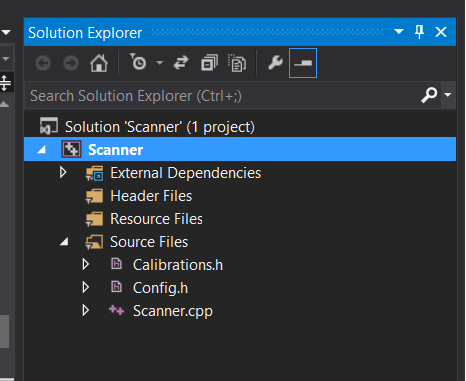 Solution Explorer
Search Solution Explorer (Ctrl+;)
Solution 'Scanner' (1 project)
Scanner
External Dependencies
Header Files
Resource Files
Source Files
Calibrations.h
Config.h
Scanner.cpp